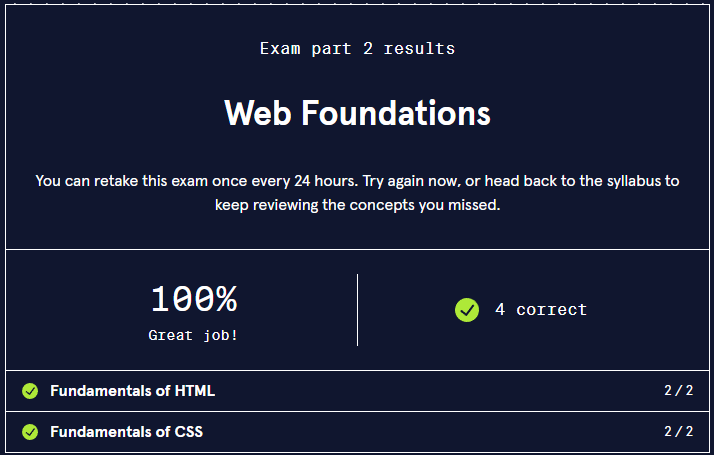 Exam part 2 results
Web Foundations
You can retake this exam once every 24 hours. Try again now, or head back to the syllabus to
keep reviewing the concepts you missed.
100%
Great job!
4 correct
Fundamentals of HTML 2/2
Fundamentals of CSS 2/2